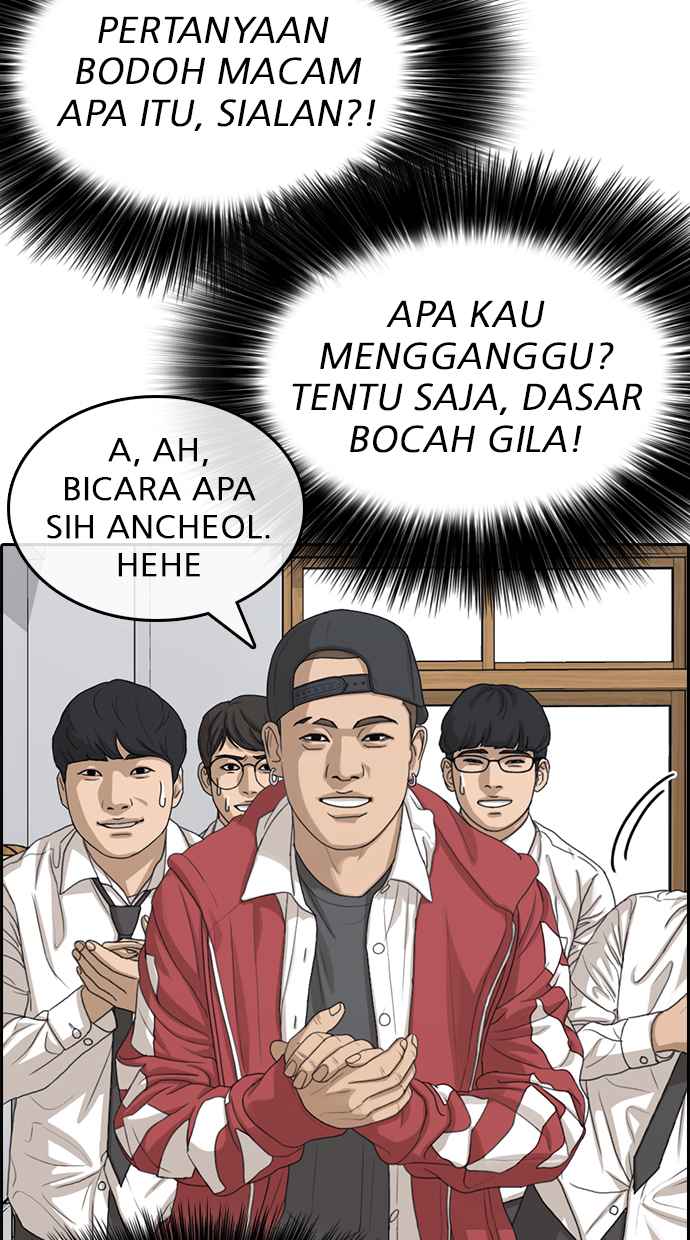 PERTANYAAN
BODOH MACAM
APA ITU, SIALAN?!
APA KAU
MENGGANGGU?
TENTU SAJA, DASAR
BOCAH GILA!
A, AH,
BICARA APA
SIH ANCHEOL.
HEHE